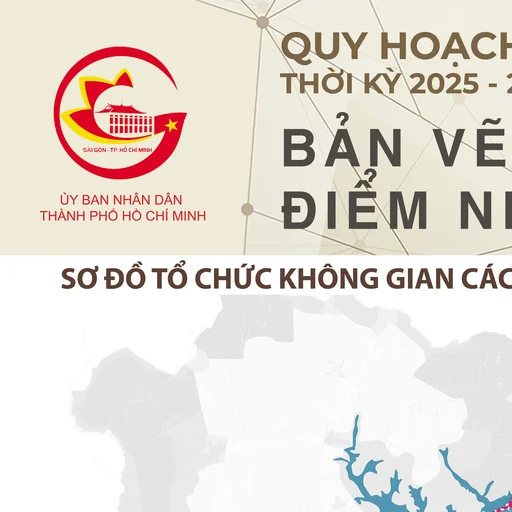 QUY HOẠCH
THỜI KỲ 2025 - 2
BẢN VẼ
ĐIỂM N
SÀI GÒN - TP. HỒ CHÍ MINH
ỦY BAN NHÂN DÂN
THÀNH PHỐ HỒ CHÍ MINH
SƠ ĐỒ TỔ CHỨC KHÔNG GIAN CÁC